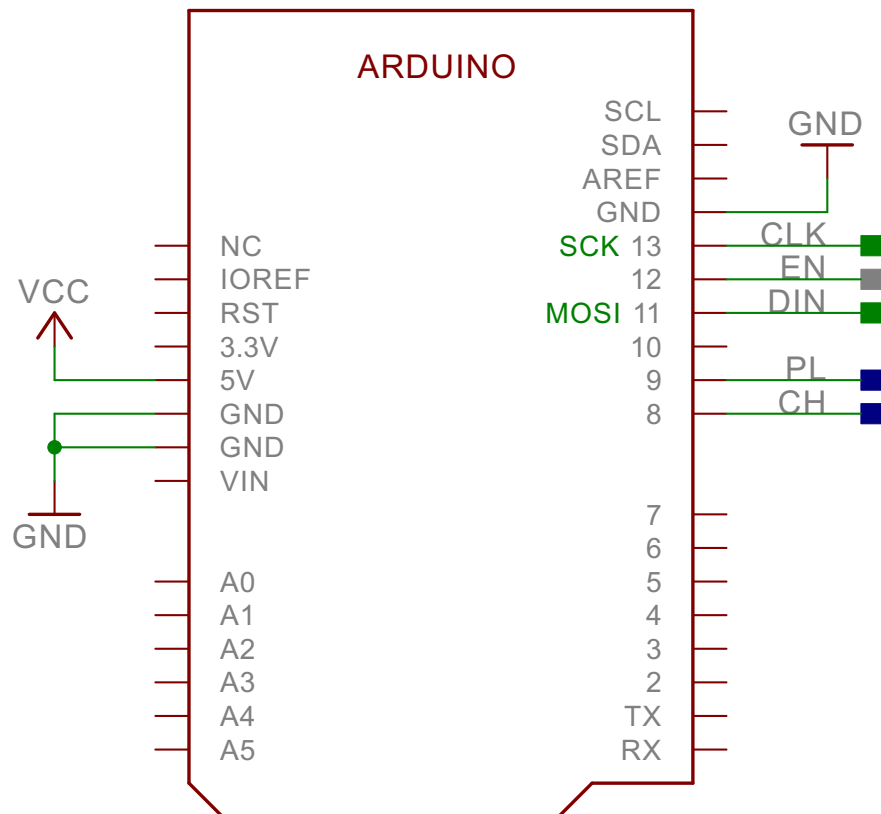 ARDUINO
SCL
GND
SDA
AREF
GND
NC
SCK 13 CLK
IOREF
12 EN
VCC
RST
MOSI 11 DIN
3.3V
10
5V
9 PL
GND
8 CH
GND
VIN
GND
7
6
A0
5
A1
4
A2
3
A3
2
A4
TX
A5
RX